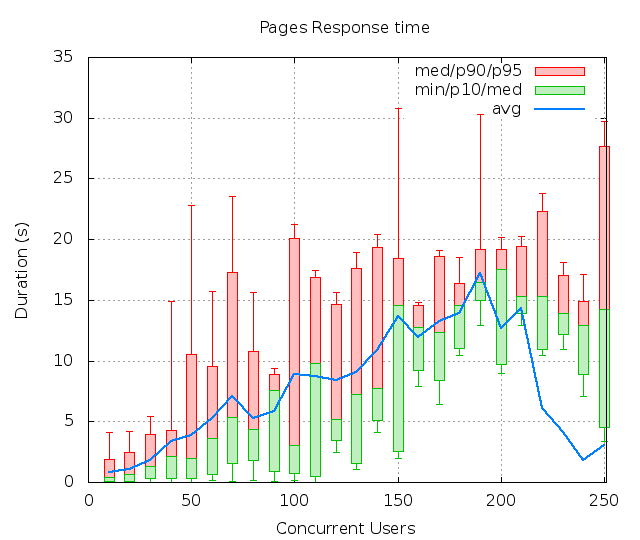 Pages Response time
med/p90/p95
min/p10/med
avg
35
30
25
20
15
10
5
0
Duration (s)
0 50 100 150 200 250
Concurrent Users